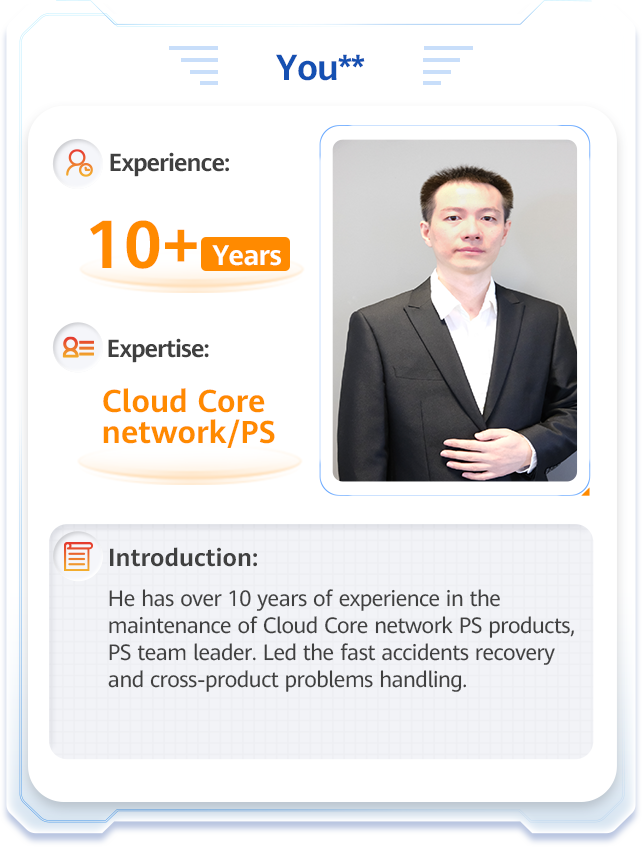 You**
Experience:
10+ Years
Expertise:
Cloud Core
network/PS
Introduction:
He has over 10 years of experience in the
maintenance of Cloud Core network PS products,
PS team leader. Led the fast accidents recovery
and cross-product problems handling.